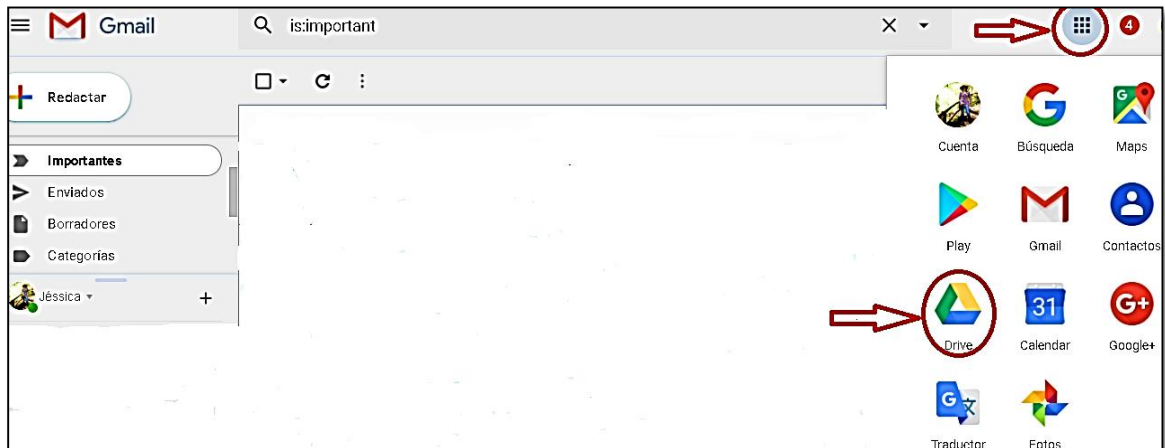 Gmail
is:important
4
Redactar
Importantes
Enviados
Borradores
Categorías
Jéssica
Cuenta Búsqueda Maps
Play Gmail Contactos
31 G+
Drive Calendar Google+
Traductor Fotos